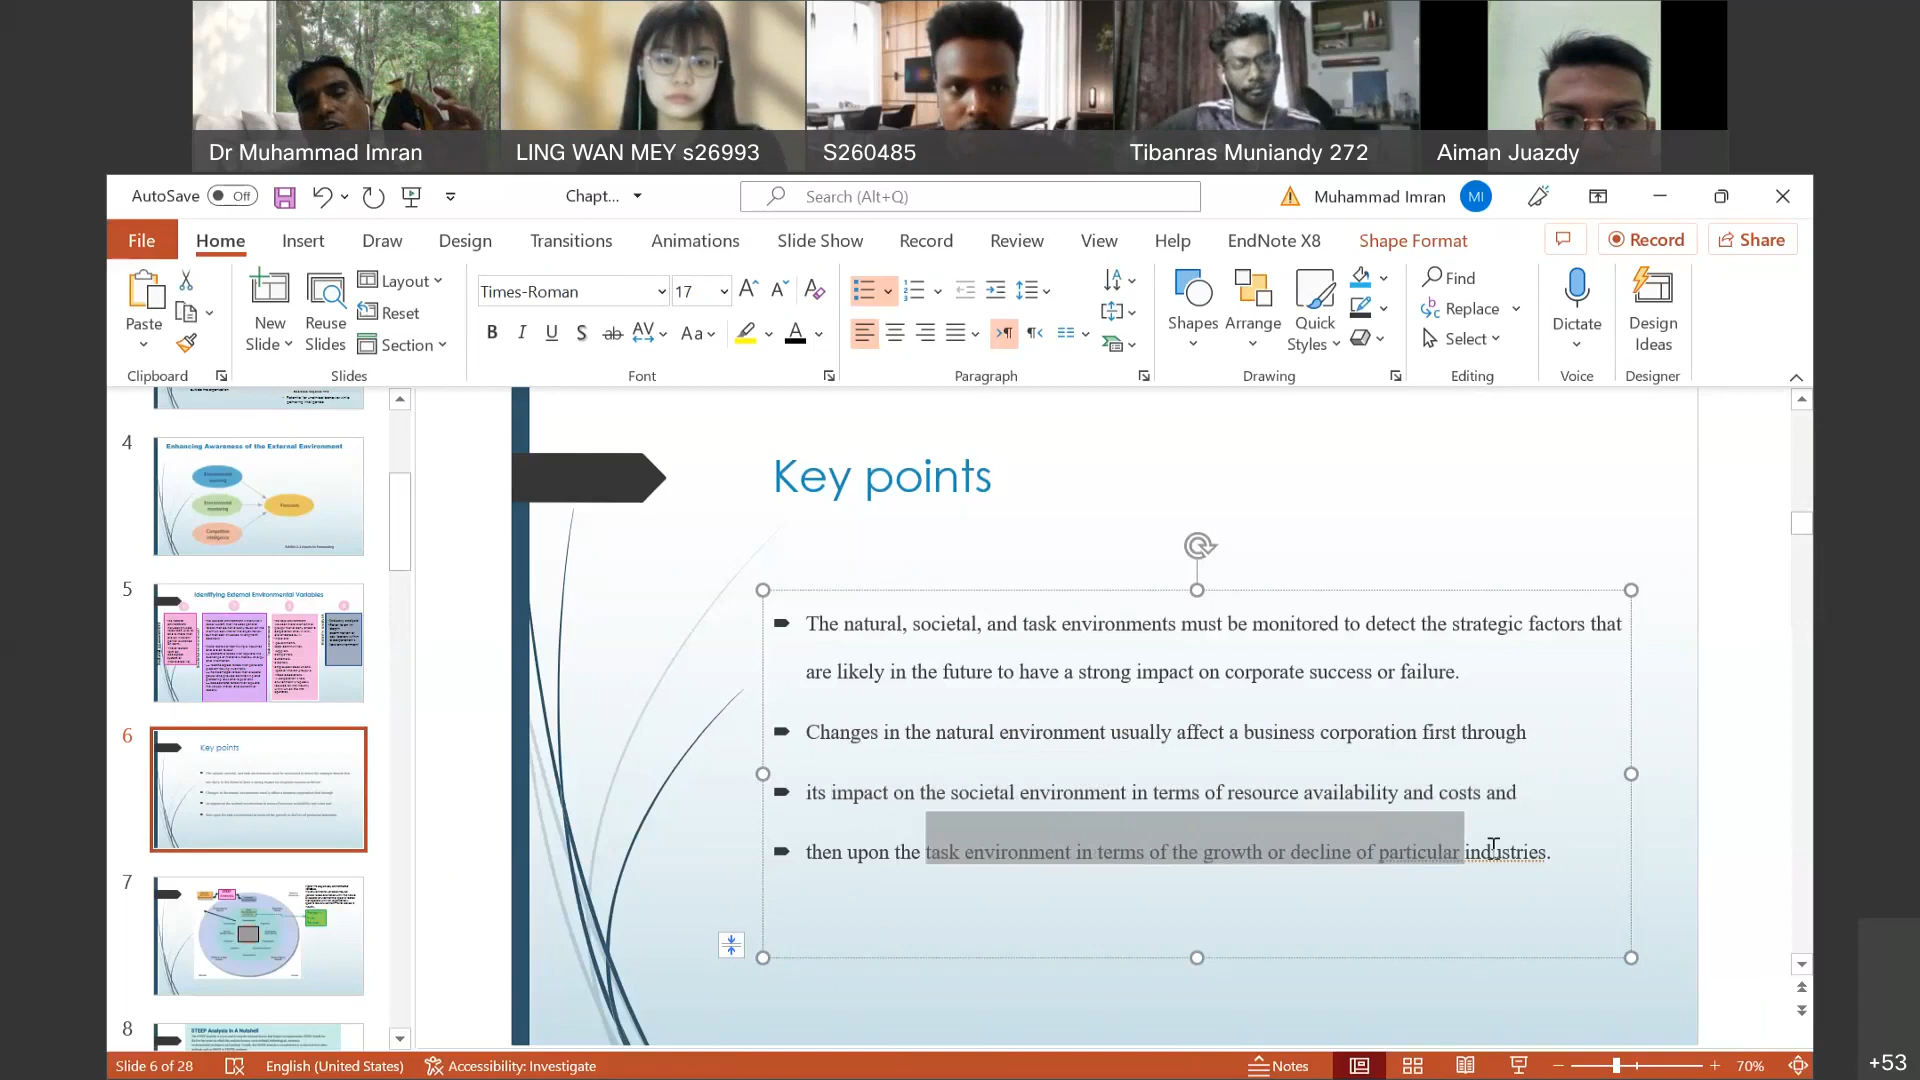 Dr Muhammad Imran
LING WAN MEY s26993
S260485
Tibanras Muniandy 272
Aiman Juazdy
AutoSave Off
Chapt...
Search (Alt+Q)
Muhammad Imran MI
File Home Insert Draw Design Transitions Animations Slide Show Record Review View Help EndNote X8 Shape Format Record Share
Paste
New Slide
Reuse Slides
Layout
Reset
Section
Times-Roman 17
Shapes
Arrange
Quick Styles
Find
Replace
Select
Dictate
Design Ideas
Clipboard Slides Font Paragraph Drawing Editing Voice Designer
4
Enhancing Awareness of the External Environment
5
Identifying External Environmental Variables
6
Key points
7
8
STEEP Analysis in A Nutshell
Key points
The natural, societal, and task environments must be monitored to detect the strategic factors that
are likely in the future to have a strong impact on corporate success or failure.
Changes in the natural environment usually affect a business corporation first through
its impact on the societal environment in terms of resource availability and costs and
then upon the task environment in terms of the growth or decline of particular industries.
Slide 6 of 28 English (United States) Accessibility: Investigate Notes 70%
+53